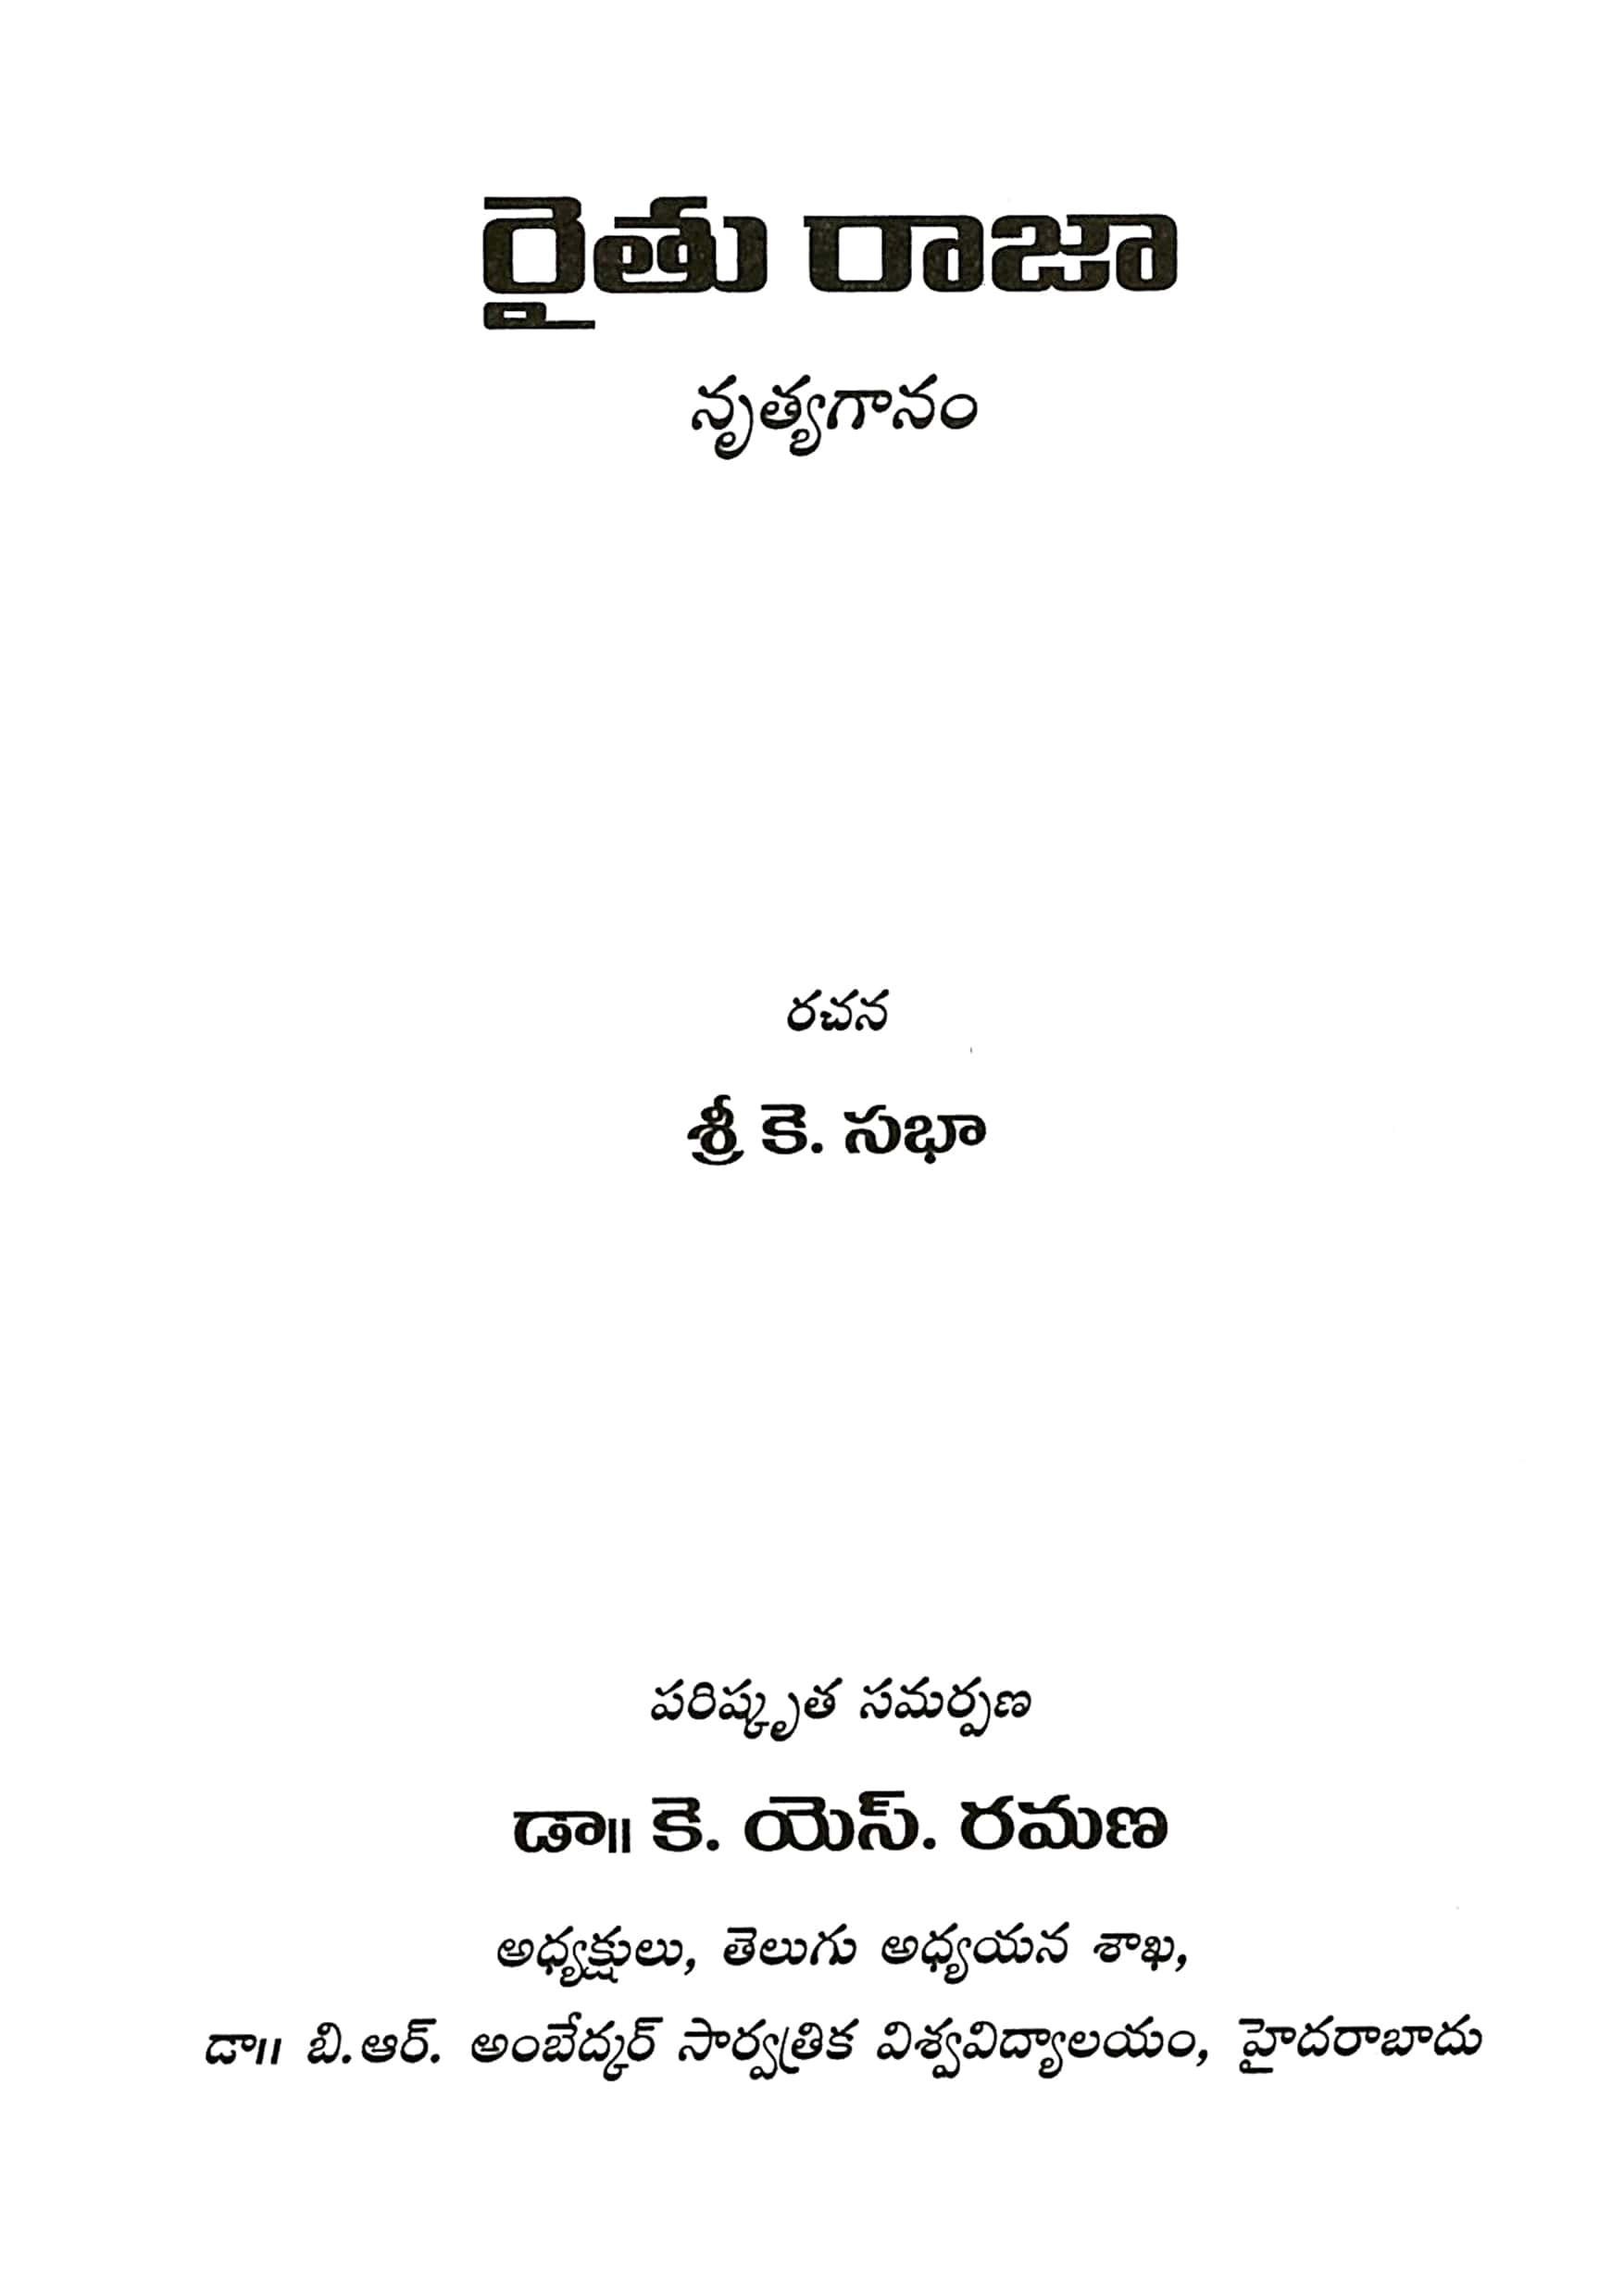 రైతు రాజా
నృత్యగానం
రచన
శ్రీ కె. సభా
పరిష్కృత సమర్పణ
డా॥ కె. యెస్. రమణ
అధ్యక్షులు, తెలుగు అధ్యయన శాఖ,
డా॥ బి.ఆర్. అంబేద్కర్ సార్వత్రిక విశ్వవిద్యాలయం, హైదరాబాదు